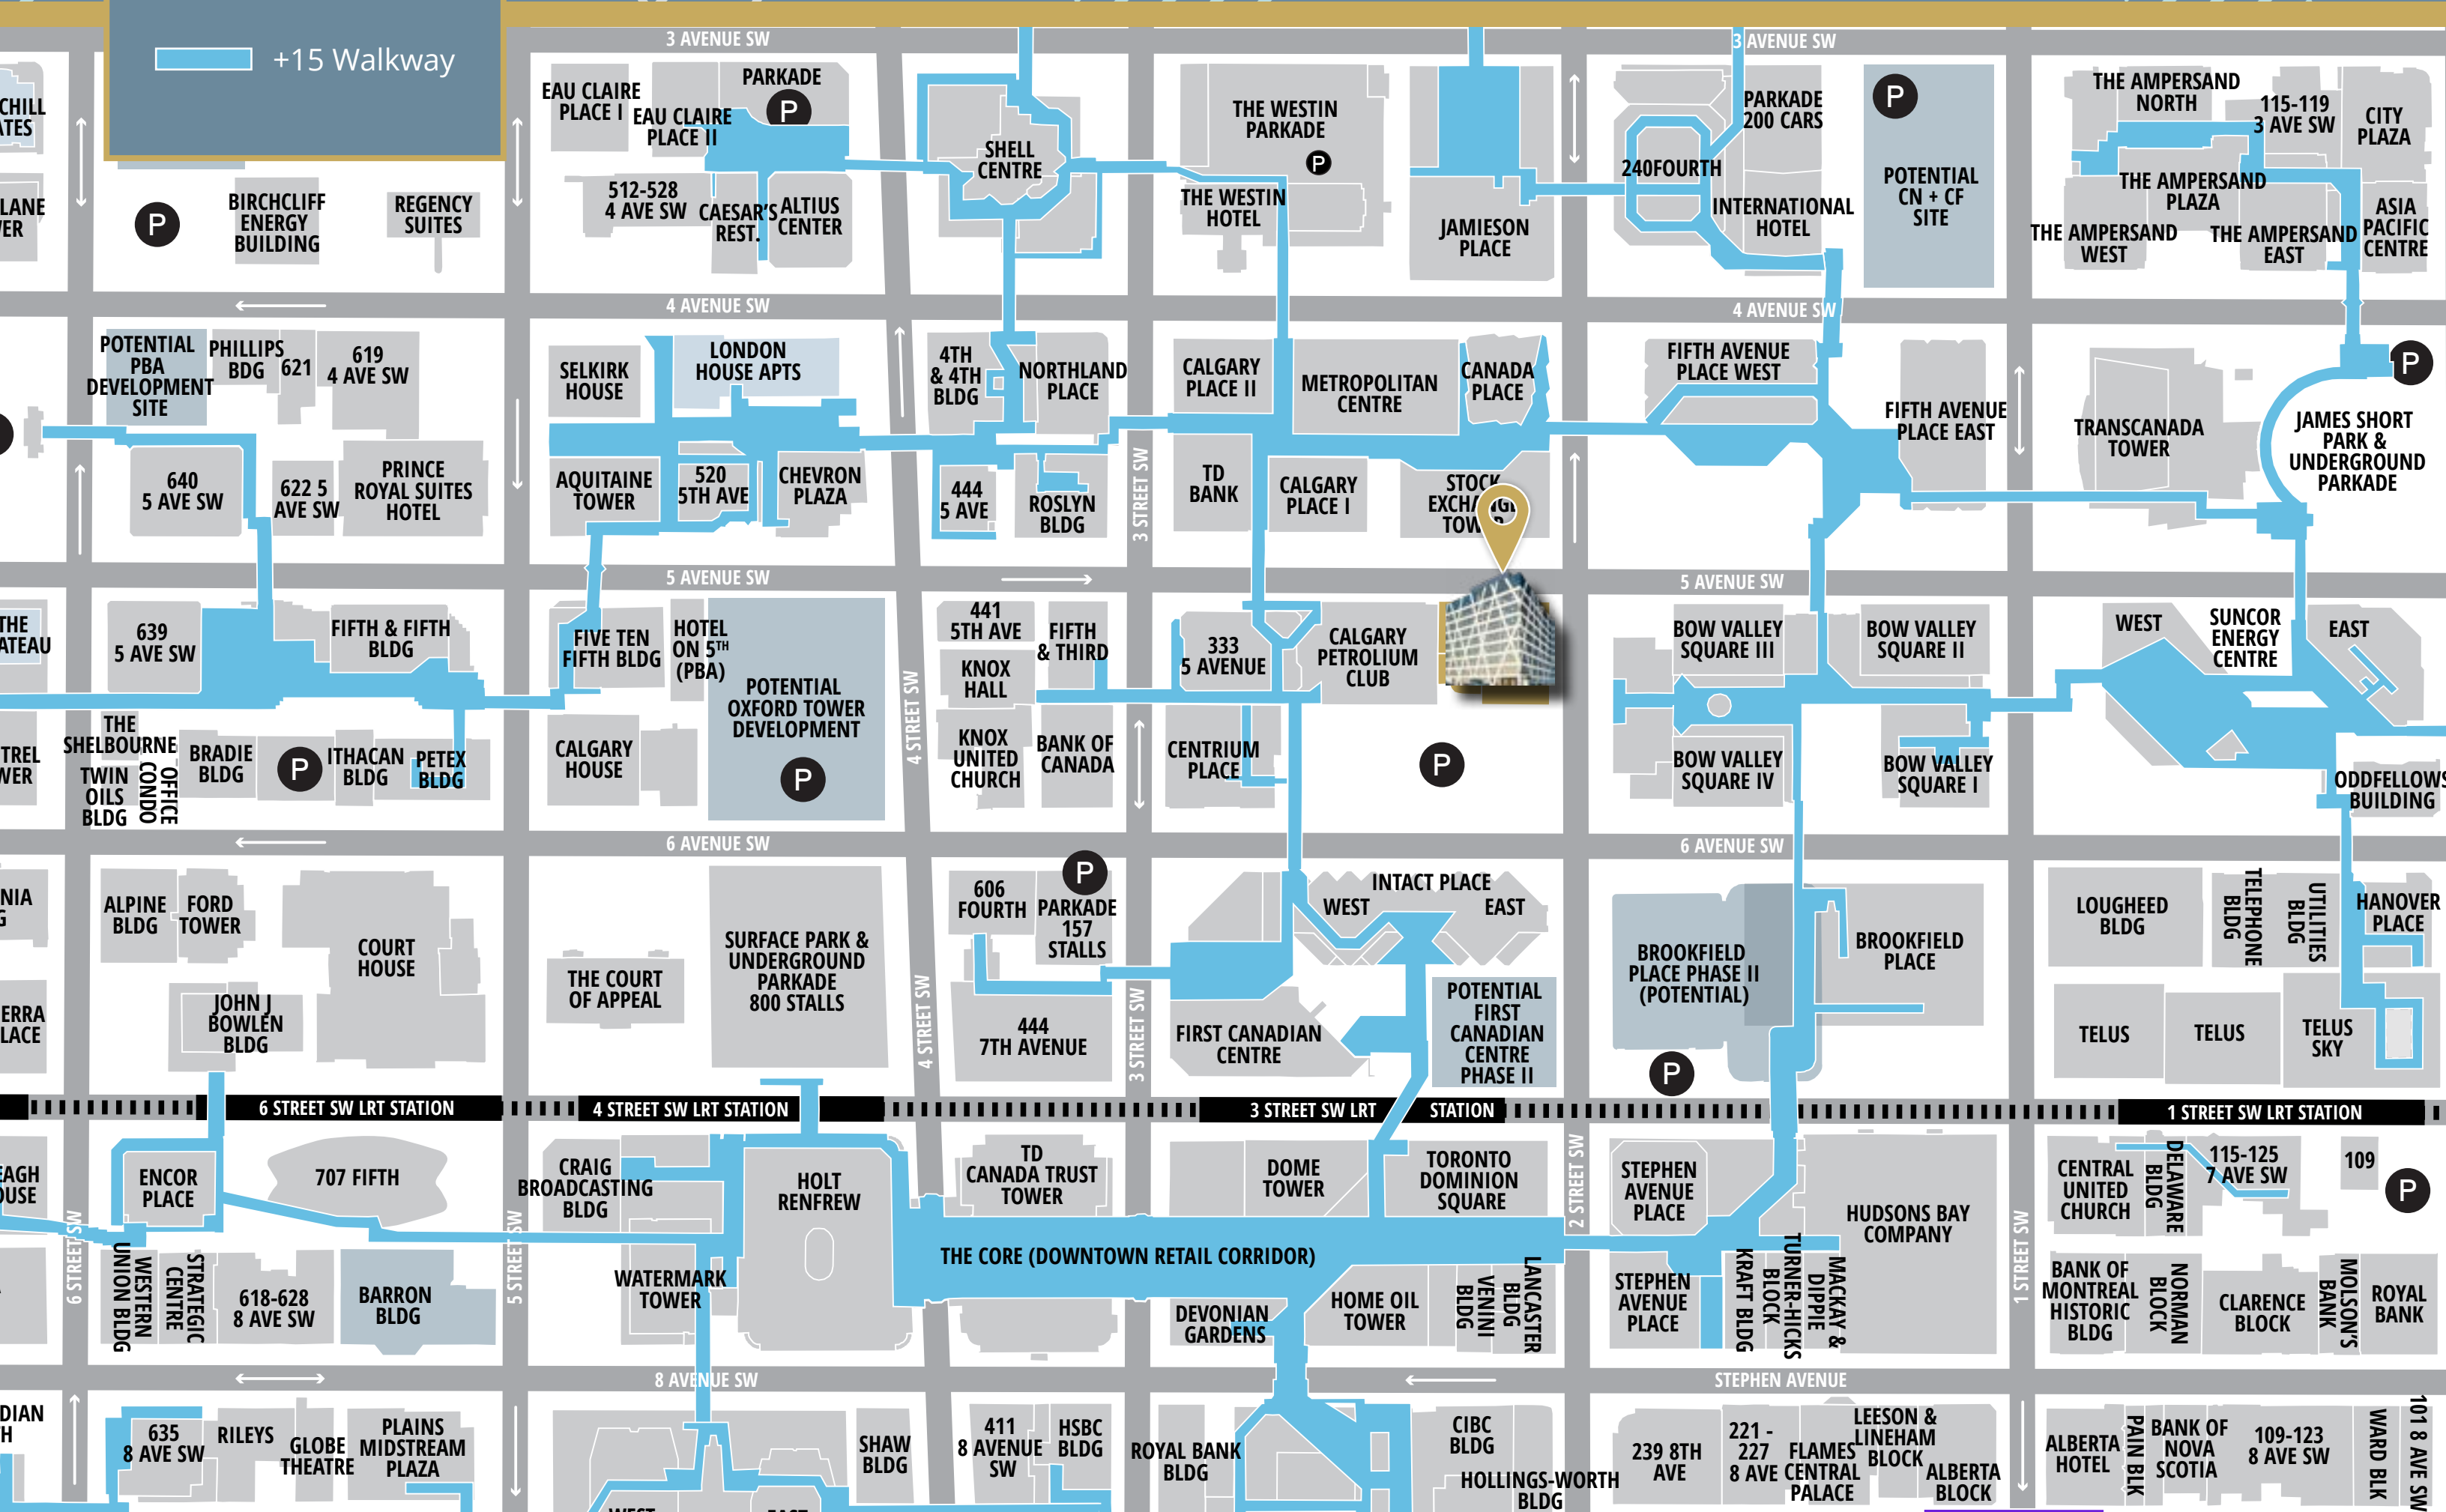 +15 Walkway
3 AVENUE SW
3 AVENUE SW
CHILL
ATES
LANE
ER
P
BIRCHCLIFF
ENERGY
BUILDING
REGENCY
SUITES
EAU CLAIRE
PLACE I
EAU CLAIRE
PLACE II
PARKADE
P
512-528
4 AVE SW
CAESAR'S
REST.
ALTIUS
CENTER
SHELL
CENTRE
THE WESTIN
PARKADE
P
THE WESTIN
HOTEL
JAMIESON
PLACE
240FOURTH
PARKADE
200 CARS
INTERNATIONAL
HOTEL
P
POTENTIAL
CN + CF
SITE
THE AMPERSAND
NORTH
115-119
3 AVE SW
CITY
PLAZA
THE AMPERSAND
PLAZA
THE AMPERSAND
WEST
THE AMPERSAND
EAST
ASIA
PACIFIC
CENTRE
4 AVENUE SW
4 AVENUE SW
POTENTIAL
PBA
DEVELOPMENT
SITE
PHILLIPS
BDG
621
619
4 AVE SW
640
5 AVE SW
622 5
AVE SW
PRINCE
ROYAL SUITES
HOTEL
SELKIRK
HOUSE
LONDON
HOUSE APTS
AQUITAINE
TOWER
520
5TH AVE
CHEVRON
PLAZA
4TH
& 4TH
BLDG
NORTHLAND
PLACE
444
5 AVE
ROSLYN
BLDG
3 STREET SW
CALGARY
PLACE II
METROPOLITAN
CENTRE
CANADA
PLACE
TD
BANK
CALGARY
PLACE I
STOCK
EXCHANGE
TOWER
FIFTH AVENUE
PLACE WEST
FIFTH AVENUE
PLACE EAST
TRANSCANADA
TOWER
P
JAMES SHORT
PARK &
UNDERGROUND
PARKADE
5 AVENUE SW
5 AVENUE SW
THE
ATEAU
639
5 AVE SW
FIFTH & FIFTH
BLDG
THE
SHELBOURNE
TWIN
OILS
BLDG
OFFICE
CONDO
BRADIE
BLDG
P
ITHACAN
BLDG
PETEX
BLDG
TREL
WER
FIVE TEN
FIFTH BLDG
HOTEL
ON 5TH
(PBA)
CALGARY
HOUSE
POTENTIAL
OXFORD TOWER
DEVELOPMENT
P
4 STREET SW
441
5TH AVE
FIFTH
& THIRD
KNOX
HALL
KNOX
UNITED
CHURCH
BANK OF
CANADA
333
5 AVENUE
CALGARY
PETROLIUM
CLUB
CENTRIUM
PLACE
P
BOW VALLEY
SQUARE III
BOW VALLEY
SQUARE II
BOW VALLEY
SQUARE IV
BOW VALLEY
SQUARE I
WEST
SUNCOR
ENERGY
CENTRE
EAST
ODDFELLOWS
BUILDING
6 AVENUE SW
6 AVENUE SW
NIA
G
ERRA
LACE
ALPINE
BLDG
FORD
TOWER
COURT
HOUSE
JOHN J
BOWLEN
BLDG
THE COURT
OF APPEAL
SURFACE PARK &
UNDERGROUND
PARKADE
800 STALLS
4 STREET SW
606
FOURTH
P
PARKADE
157
STALLS
444
7TH AVENUE
3 STREET SW
INTACT PLACE
WEST
EAST
FIRST CANADIAN
CENTRE
POTENTIAL
FIRST
CANADIAN
CENTRE
PHASE II
BROOKFIELD
PLACE PHASE II
(POTENTIAL)
P
BROOKFIELD
PLACE
LOUGHEED
BLDG
TELEPHONE
BLDG
UTILITIES
BLDG
HANOVER
PLACE
TELUS
TELUS
TELUS
SKY
6 STREET SW LRT STATION
4 STREET SW LRT STATION
3 STREET SW LRT STATION
1 STREET SW LRT STATION
EAGH
OUSE
6 STREET SW
ENCOR
PLACE
707 FIFTH
UNION BLDG
WESTERN
CENTRE
STRATEGIC
618-628
8 AVE SW
BARRON
BLDG
5 STREET SW
CRAIG
BROADCASTING
BLDG
HOLT
RENFREW
WATERMARK
TOWER
TD
CANADA TRUST
TOWER
THE CORE (DOWNTOWN RETAIL CORRIDOR)
DOME
TOWER
TORONTO
DOMINION
SQUARE
DEVONIAN
GARDENS
HOME OIL
TOWER
VENINI
BLDG
LANCASTER
BLDG
2 STREET SW
STEPHEN
AVENUE
PLACE
STEPHEN
AVENUE
PLACE
KRAFT BLDG
TURNER-HICKS
BLOCK
MACKAY &
DIPPIE
HUDSONS BAY
COMPANY
1 STREET SW
CENTRAL
UNITED
CHURCH
DELAWARE
BLDG
115-125
7 AVE SW
109
P
BANK OF
MONTREAL
HISTORIC
BLDG
NORMAN
BLOCK
CLARENCE
BLOCK
MOLSON'S
BANK
ROYAL
BANK
8 AVENUE SW
STEPHEN AVENUE
DIAN
TH
635
8 AVE SW
RILEYS
GLOBE
THEATRE
PLAINS
MIDSTREAM
PLAZA
SHAW
BLDG
411
8 AVENUE
SW
HSBC
BLDG
ROYAL BANK
BLDG
CIBC
BLDG
HOLLINGS-WORTH
BLDG
239 8TH
AVE
221 -
227
8 AVE
FLAMES
CENTRAL
PALACE
LEESON &
LINEHAM
BLOCK
ALBERTA
BLOCK
ALBERTA
HOTEL
PAIN BLK
BANK OF
NOVA
SCOTIA
109-123
8 AVE SW
WARD BLK
101 8 AVE SW
WEST
EAST